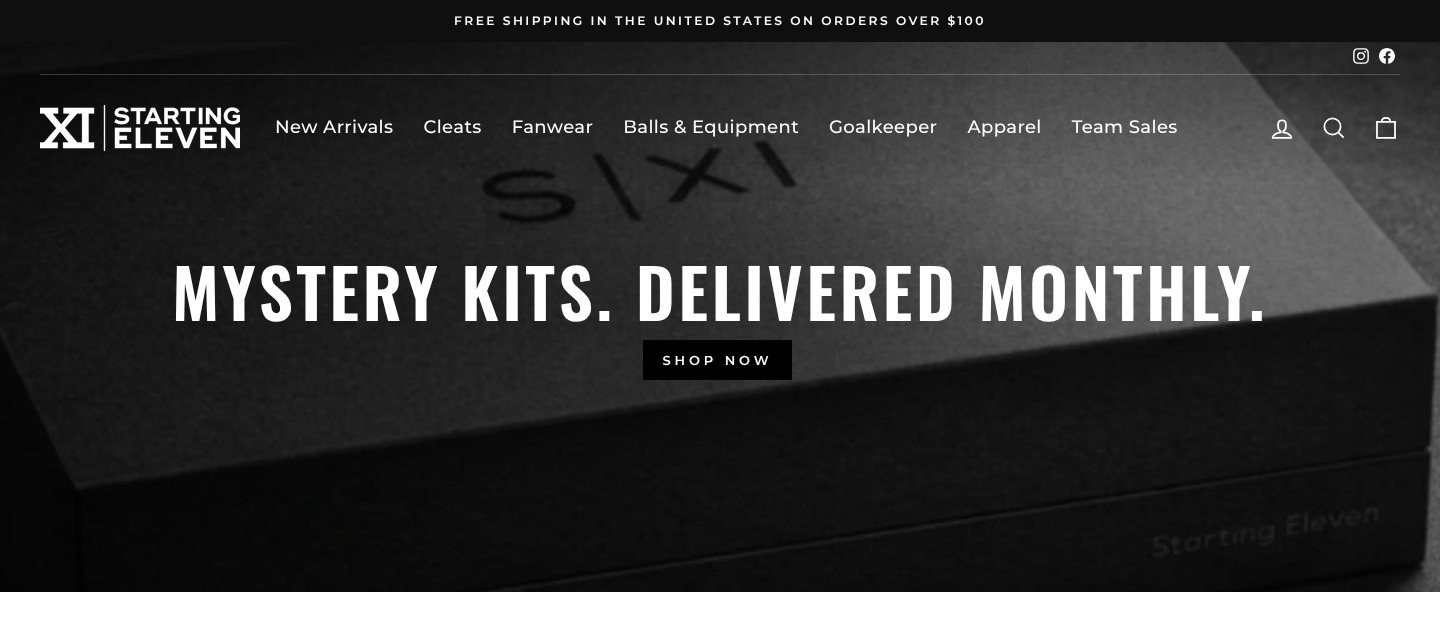 FREE SHIPPING IN THE UNITED STATES ON ORDERS OVER $100
XI STARTING ELEVEN
New Arrivals Cleats Fanwear Balls & Equipment Goalkeeper Apparel Team Sales
S|XI
MYSTERY KITS. DELIVERED MONTHLY.
SHOP NOW
Starting Eleven